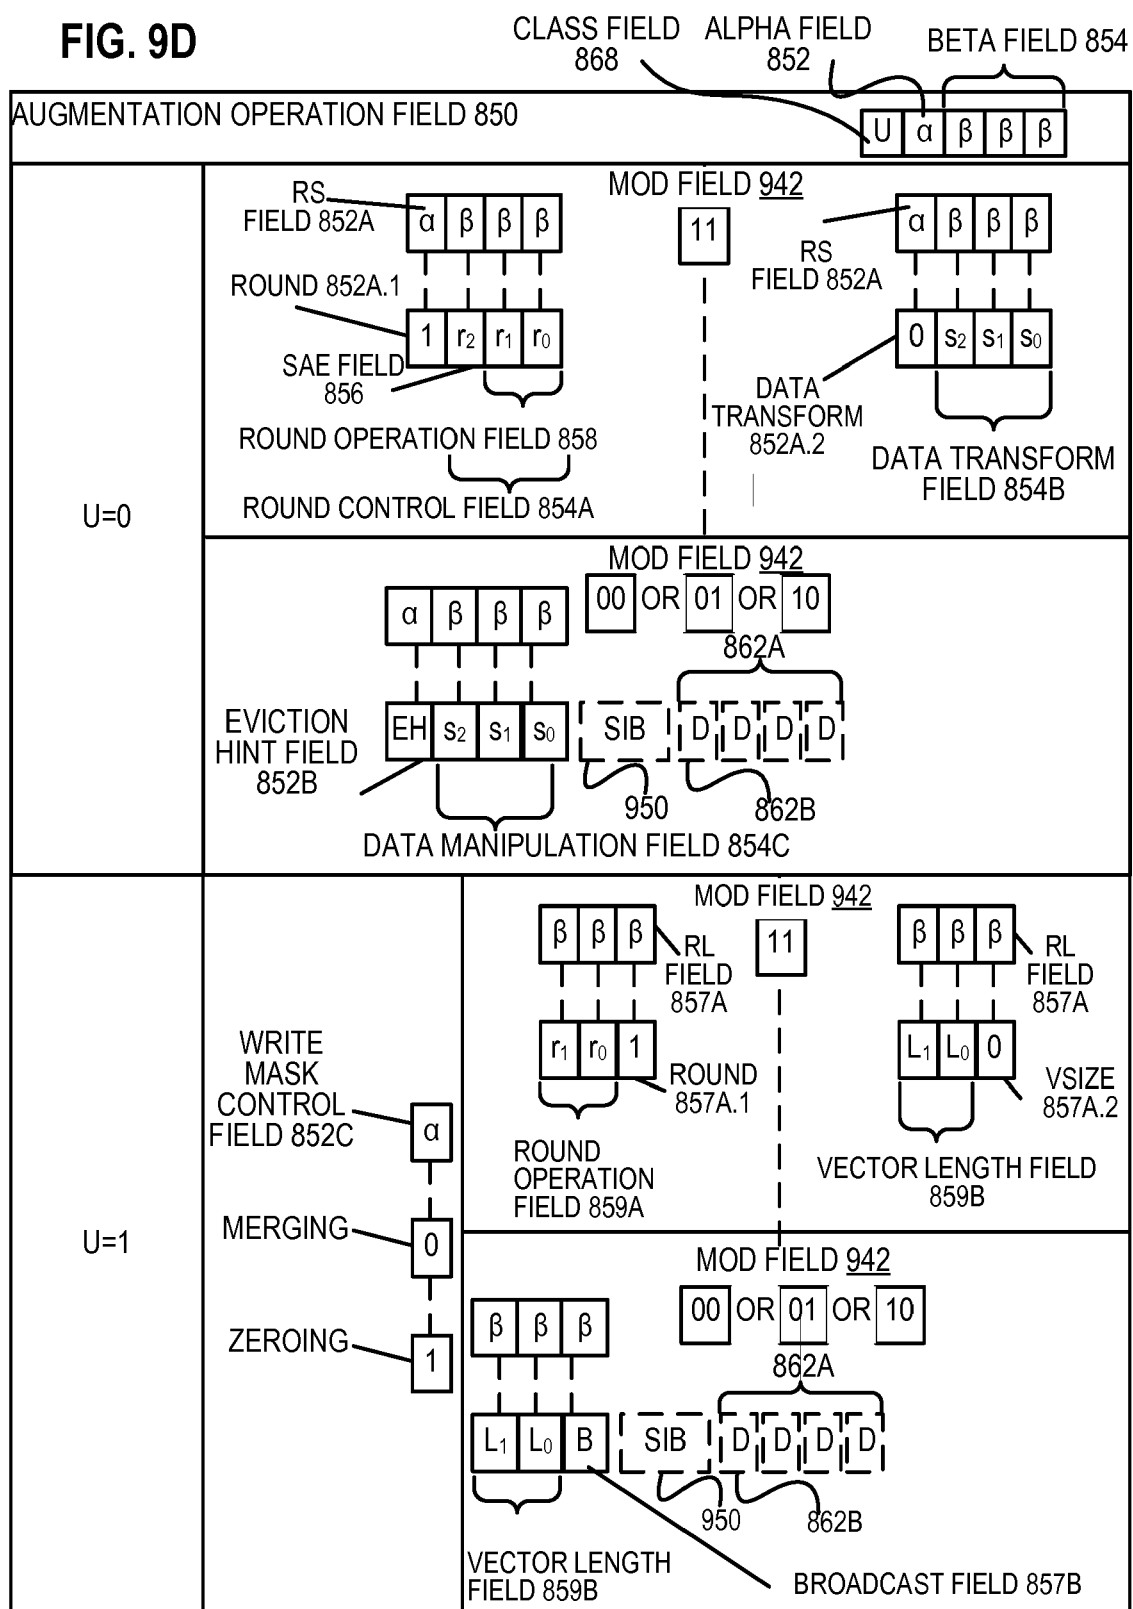 FIG. 9D
CLASS FIELD
868
ALPHA FIELD
852
BETA FIELD 854
AUGMENTATION OPERATION FIELD 850
U α β β β
U=0
MOD FIELD 942
11
RS
FIELD 852A
α β β β
ROUND 852A.1
1 r₂ r₁ r₀
SAE FIELD
856
ROUND OPERATION FIELD 858
ROUND CONTROL FIELD 854A
α β β β
RS
FIELD 852A
0 s₂ s₁ s₀
DATA
TRANSFORM
852A.2
DATA TRANSFORM
FIELD 854B
MOD FIELD 942
00 OR 01 OR 10
α β β β
862A
EVICTION
HINT FIELD
852B
EH s₂ s₁ s₀ SIB D D D D
950
862B
DATA MANIPULATION FIELD 854C
U=1
WRITE
MASK
CONTROL
FIELD 852C
α
MERGING
0
ZEROING
1
MOD FIELD 942
11
β β β
RL
FIELD
857A
r₁ r₀ 1
ROUND
857A.1
ROUND
OPERATION
FIELD 859A
β β β
RL
FIELD
857A
L₁ L₀ 0
VSIZE
857A.2
VECTOR LENGTH FIELD
859B
MOD FIELD 942
00 OR 01 OR 10
β β β
862A
L₁ L₀ B SIB D D D D
950
862B
VECTOR LENGTH
FIELD 859B
BROADCAST FIELD 857B